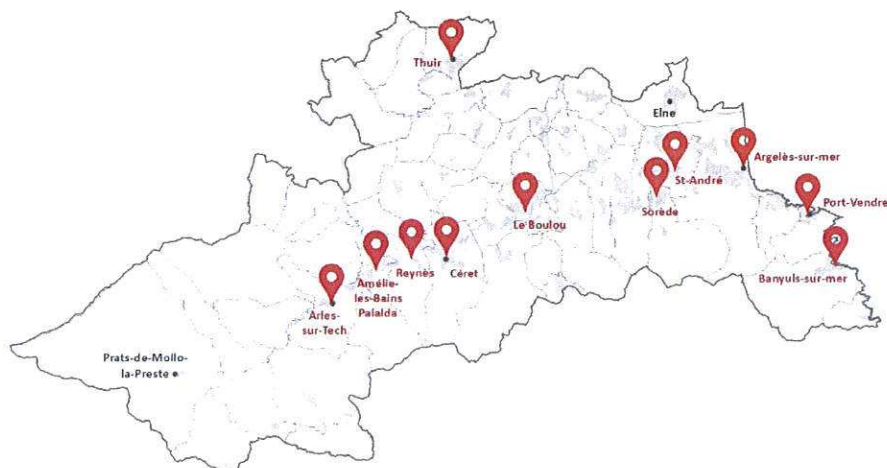 Thuir
Elne
Argelès-sur-mer
St-André
Sorède
Port-Vendre
Le Boulou
Banyuls-sur-mer
Céret
Reynès
Amélie-
les-Bains
Palalda
Arles-
sur-Tech
Prats-de-Mollo-
la-Preste